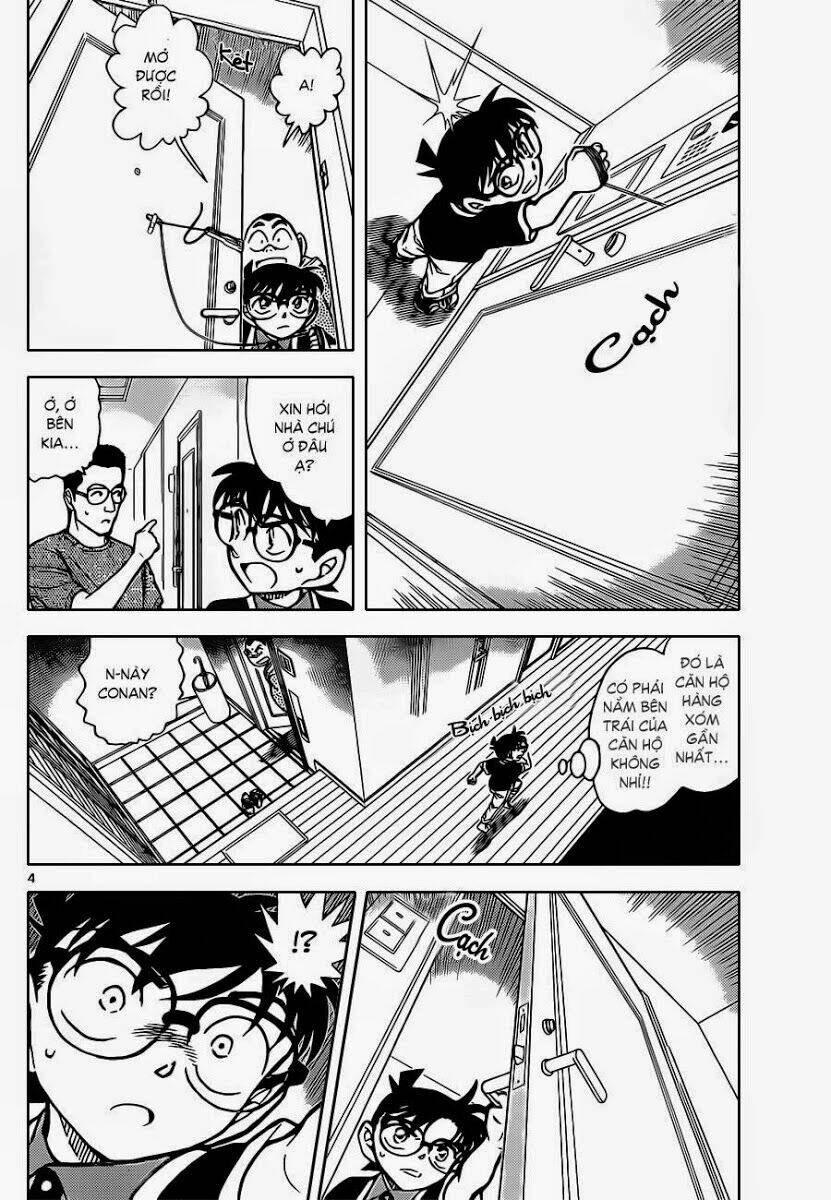 Cạch
A!
Kẹt
MỞ
ĐƯỢC
RỒI!
XIN HỎI
NHÀ CHÚ
Ở ĐÂU
Ạ?
Ở, Ở
BÊN
KIA...
ĐÓ LÀ
CĂN HỘ
HÀNG
XÓM
GẦN
NHẤT...
CÓ PHẢI
NẰM BÊN
TRÁI CỦA
CĂN HỘ
KHÔNG
NHỈ!!
Bịch bịch bịch
N-NÀY
CONAN?
4
Cạch
!?